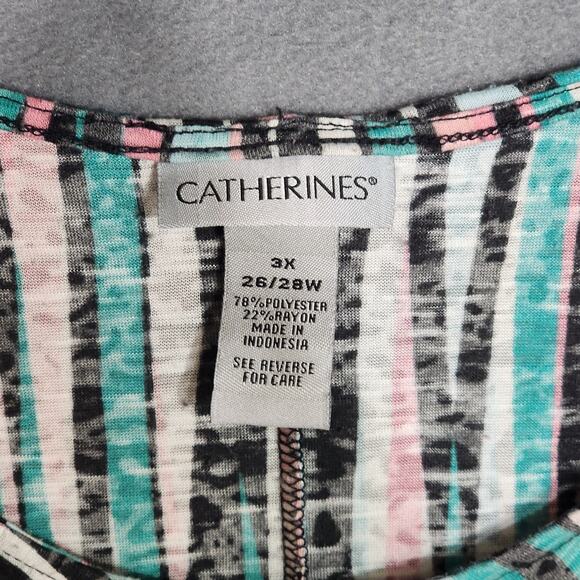 CATHERINES®
3X
26/28W
78%POLYESTER
22%RAYON
MADE IN
INDONESIA
SEE REVERSE
FOR CARE